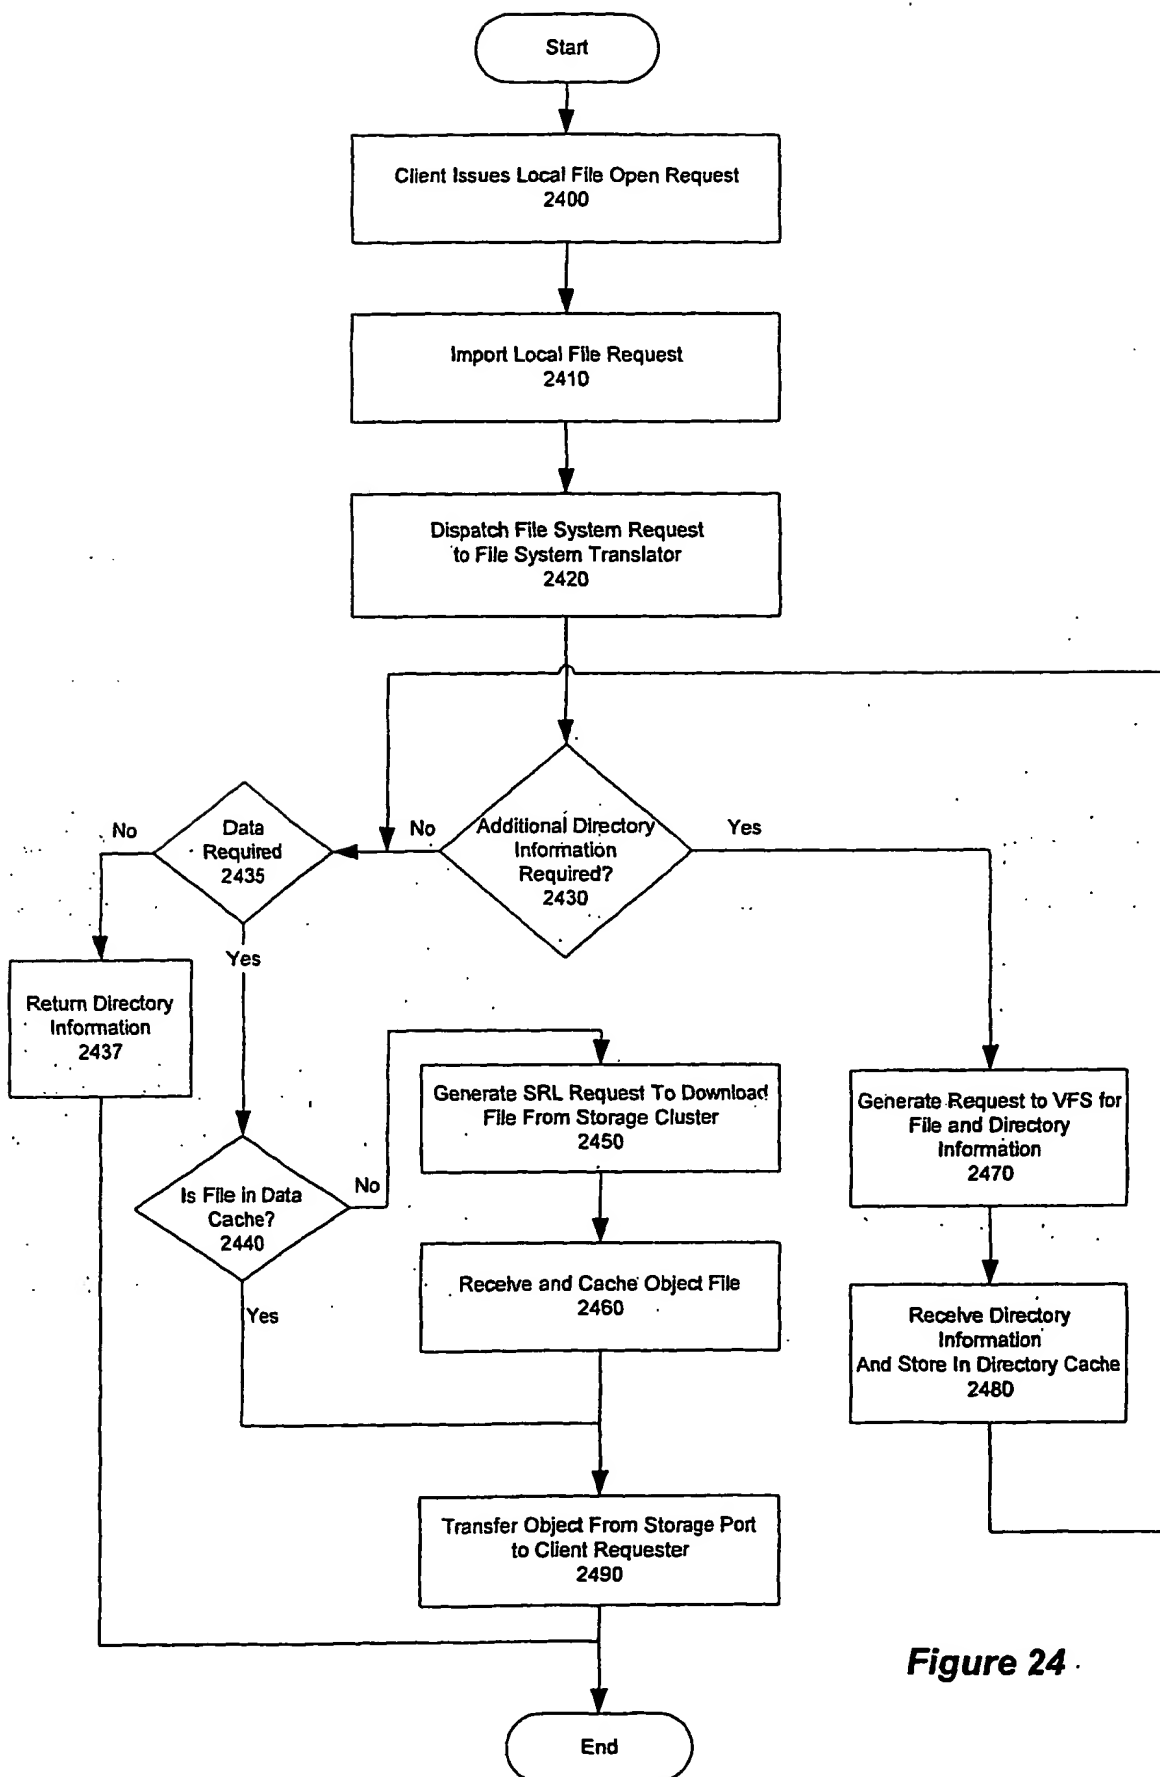 Start
Client Issues Local File Open Request
2400
Import Local File Request
2410
Dispatch File System Request
to File System Translator
2420
Additional Directory
Information
Required?
2430
No
Yes
Data
Required
2435
No
Yes
Return Directory
Information
2437
Is File in Data
Cache?
2440
No
Yes
Generate SRL Request To Download
File From Storage Cluster
2450
Receive and Cache Object File
2460
Generate Request to VFS for
File and Directory
Information
2470
Receive Directory
Information
And Store In Directory Cache
2480
Transfer Object From Storage Port
to Client Requester
2490
Figure 24
End